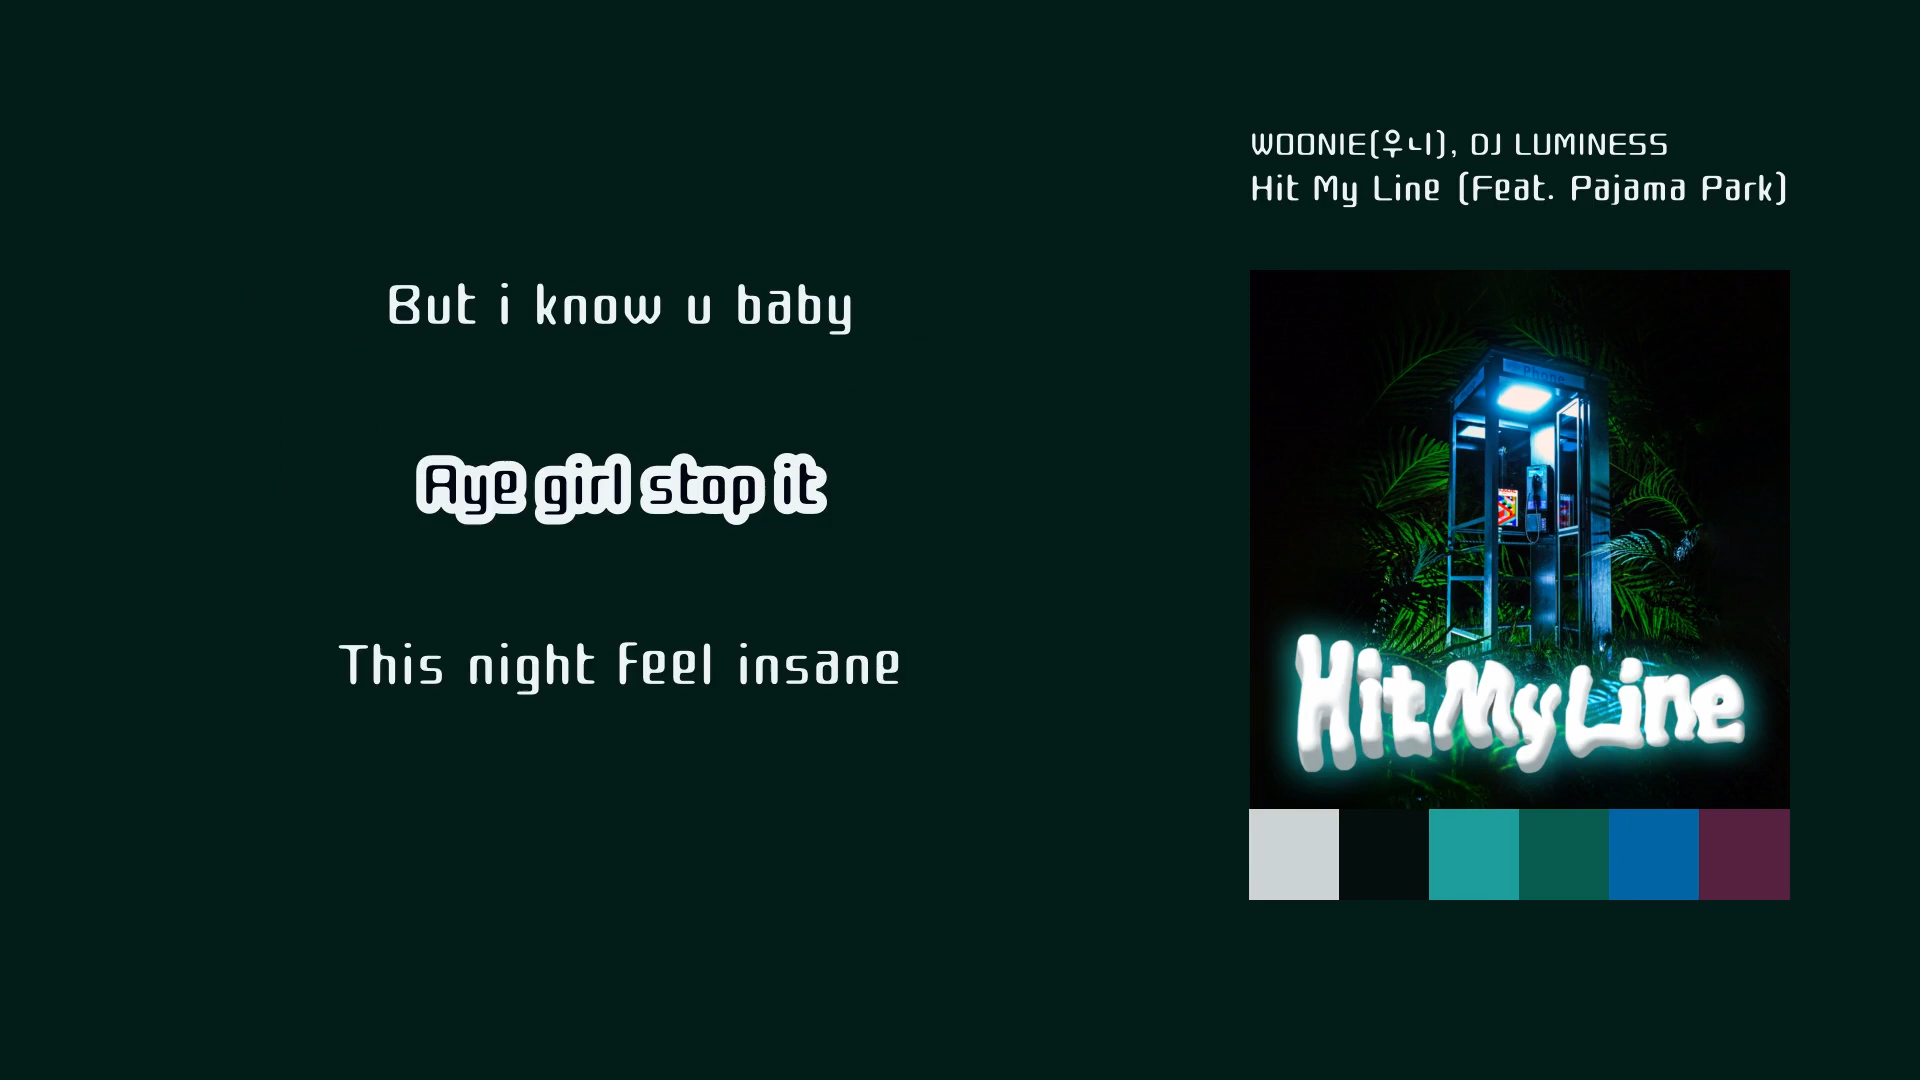 WOONIE(우니), DJ LUMINESS
Hit My Line (Feat. Pajama Park)
But i know u baby
Aye girl stop it
This night feel insane
Phone
Hit My Line